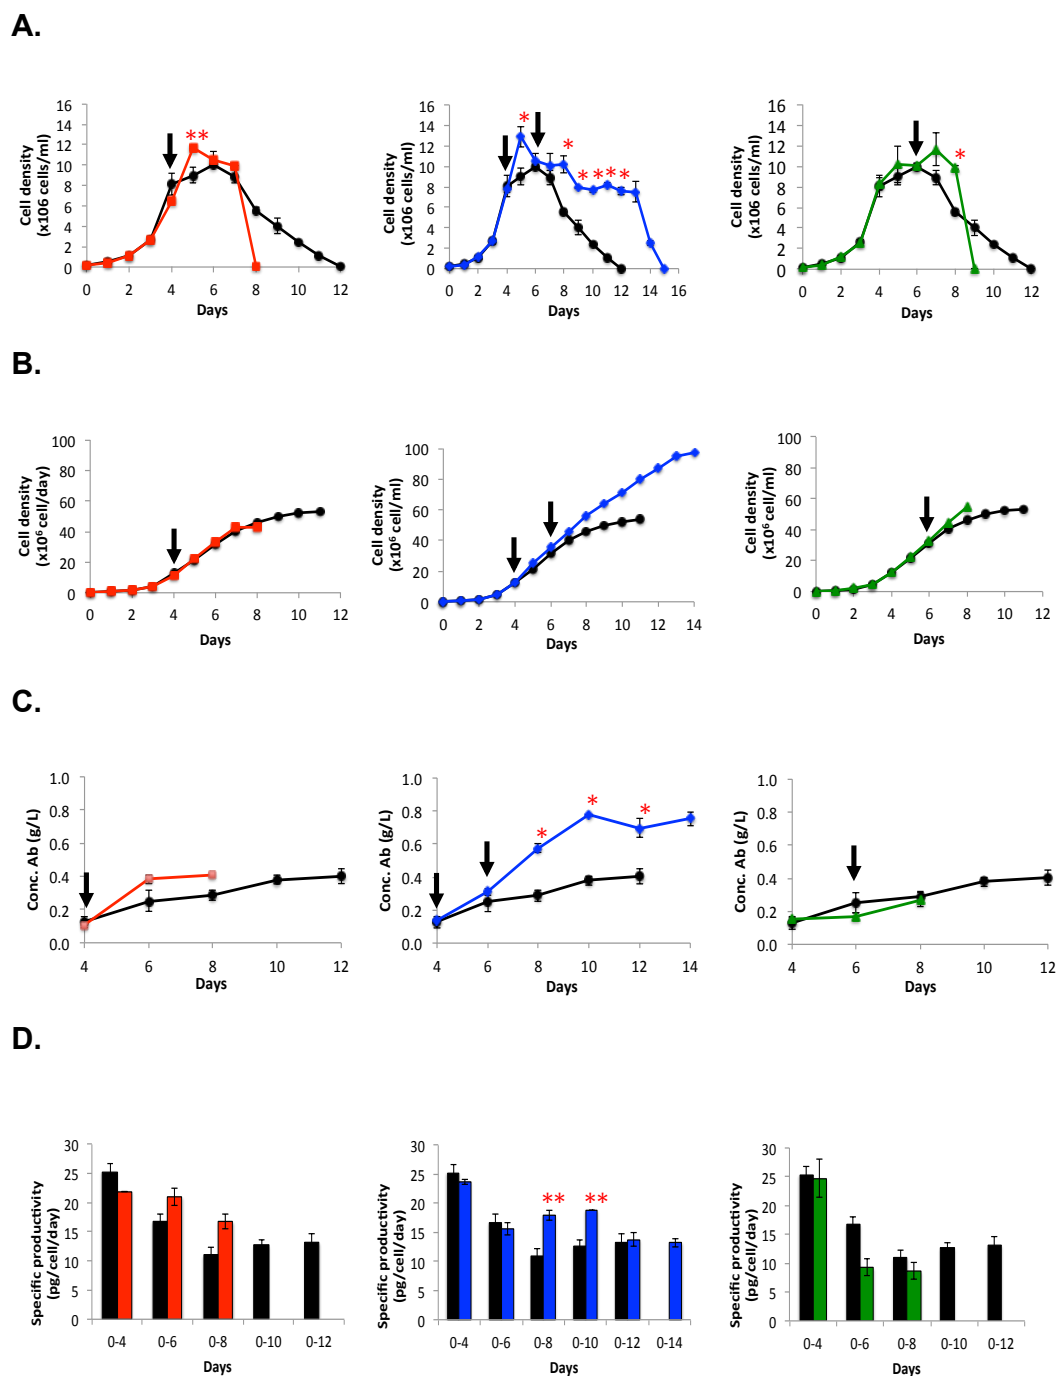 A.
Cell density
(x106 cells/ml)
16
14
12
10
8
6
4
2
0
**
0 2 4 6 8 10 12
Days
Cell density
(x106 cells/ml)
16
14
12
10
8
6
4
2
0
*
*
* * * *
0 2 4 6 8 10 12 14 16
Days
Cell density
(x106 cells/ml)
16
14
12
10
8
6
4
2
0
*
0 2 4 6 8 10 12
Days
B.
Cell density
(x10⁶ cell/day)
100
80
60
40
20
0
0 2 4 6 8 10 12
Days
Cell density
(x10⁶ cell/ml)
100
80
60
40
20
0
0 2 4 6 8 10 12 14
Days
Cell density
(x10⁶ cell/ml)
100
80
60
40
20
0
0 2 4 6 8 10 12
Days
C.
Conc. Ab (g/L)
1.0
0.8
0.6
0.4
0.2
0.0
4 6 8 10 12
Days
Conc. Ab (g/L)
1.0
0.8
0.6
0.4
0.2
0.0
*
*
*
4 6 8 10 12 14
Days
Conc. Ab (g/L)
1.0
0.8
0.6
0.4
0.2
0.0
4 6 8 10 12
Days
D.
Specific productivity
(pg/cell/day)
30
25
20
15
10
5
0
0-4 0-6 0-8 0-10 0-12
Days
Specific productivity
(pg/cell/day)
30
25
20
15
10
5
0
** **
0-4 0-6 0-8 0-10 0-12 0-14
Days
Specific productivity
(pg/cell/day)
30
25
20
15
10
5
0
0-4 0-6 0-8 0-10 0-12
Days